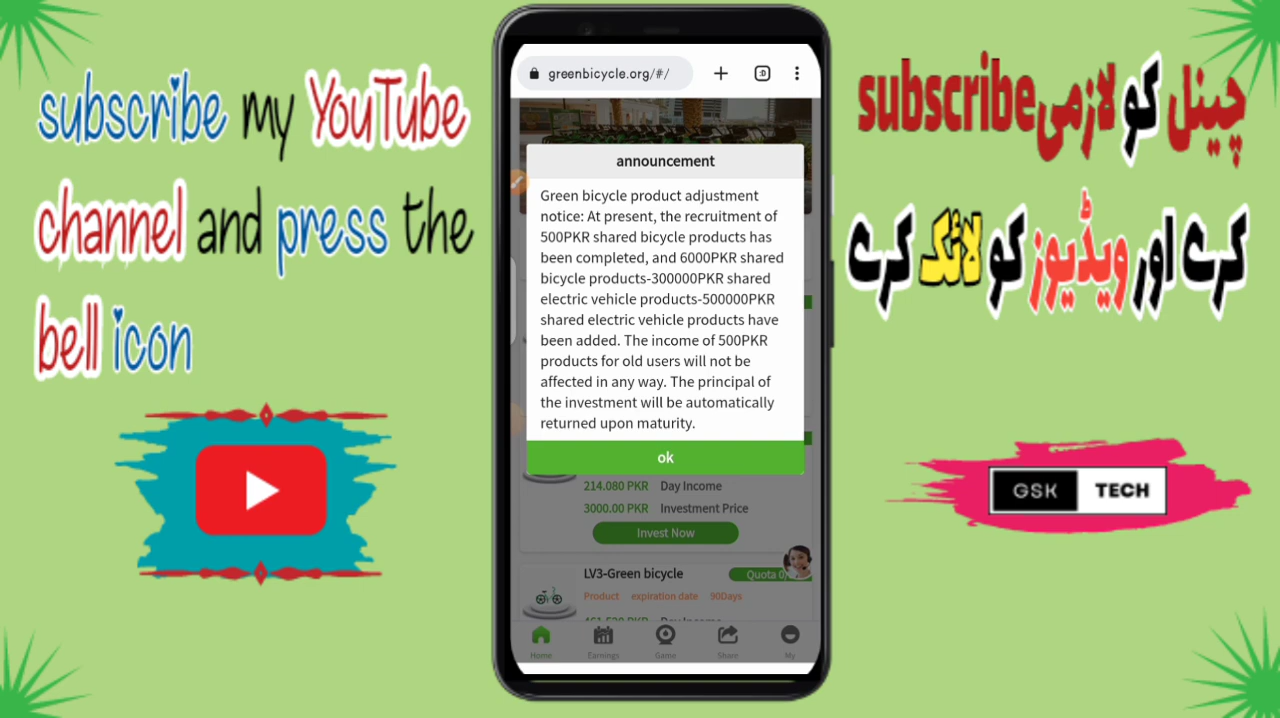 subscribe my YouTube
channel and press the
bell icon
greenbicycle.org/#/
:D
announcement
Green bicycle product adjustment
notice: At present, the recruitment of
500PKR shared bicycle products has
been completed, and 6000PKR shared
bicycle products-300000PKR shared
electric vehicle products-500000PKR
shared electric vehicle products have
been added. The income of 500PKR
products for old users will not be
affected in any way. The principal of
the investment will be automatically
returned upon maturity.
ok
214.080 PKR Day Income
3000.00 PKR Investment Price
Invest Now
LV3-Green bicycle
Quota 0/
Product expiration date 90Days
Day Income
Home Earnings Game Share My
چینل کو لازمی subscribe
کرے اور ویڈیوز کو لائک کرے
GSK TECH